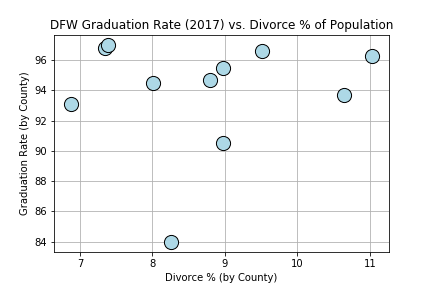 DFW Graduation Rate (2017) vs. Divorce % of Population
Graduation Rate (by County)
96
94
92
90
88
86
84
7 8 9 10 11
Divorce % (by County)